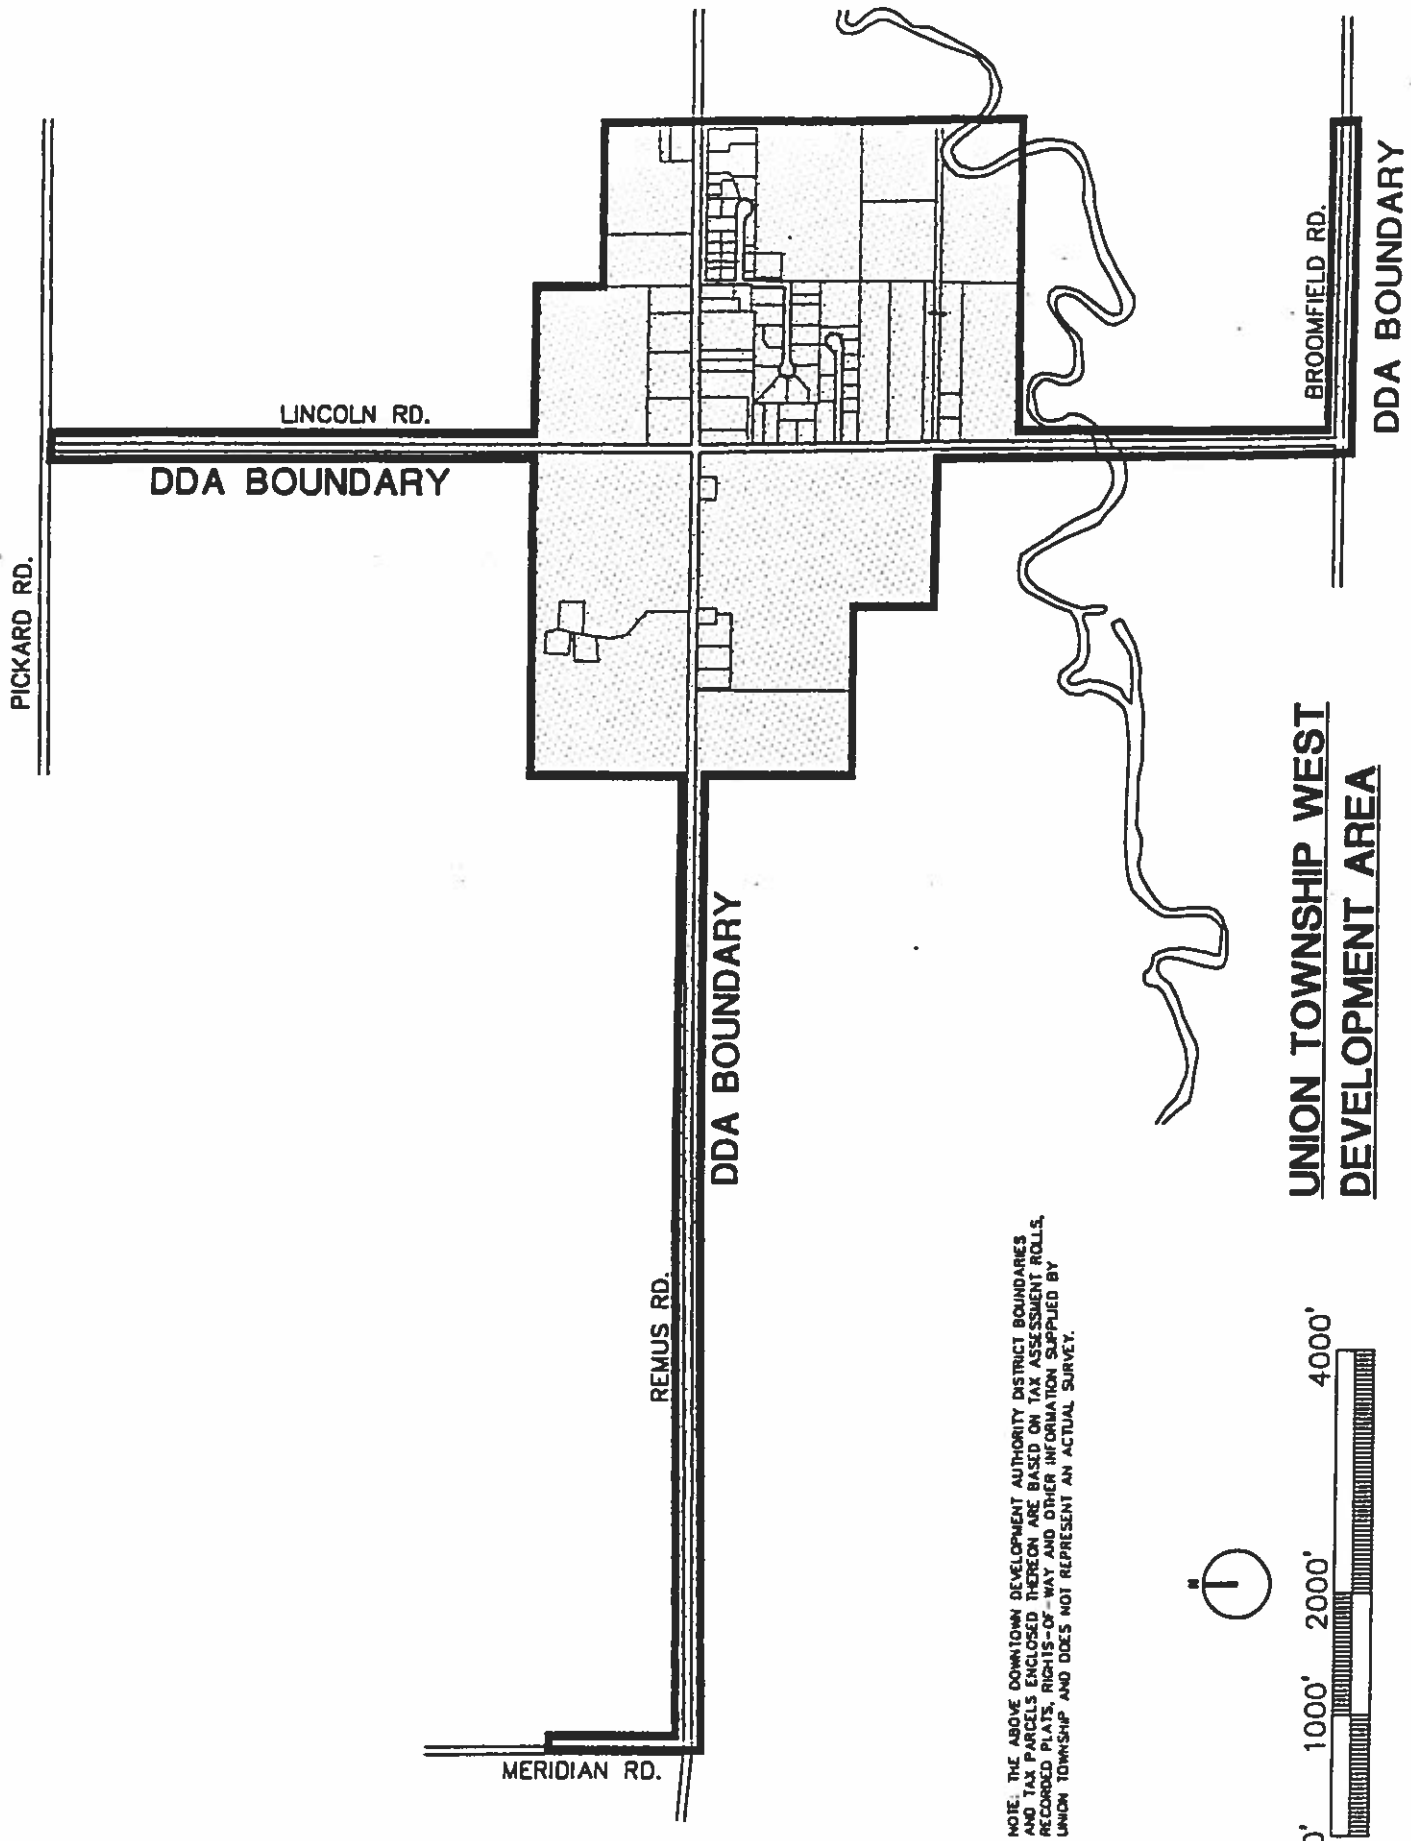 PICKARD RD.
LINCOLN RD.
DDA BOUNDARY
BROOMFIELD RD.
DDA BOUNDARY
DDA BOUNDARY
REMUS RD.
MERIDIAN RD.
UNION TOWNSHIP WEST
DEVELOPMENT AREA
NOTE: THE ABOVE DOWNTOWN DEVELOPMENT AUTHORITY DISTRICT BOUNDARIES
AND TAX PARCELS ENCLOSED THEREON ARE BASED ON TAX ASSESSMENT ROLLS,
RECORDED PLATS, RIGHTS-OF-WAY AND OTHER INFORMATION SUPPLIED BY
UNION TOWNSHIP AND DOES NOT REPRESENT AN ACTUAL SURVEY.
N
0' 1000' 2000' 4000'